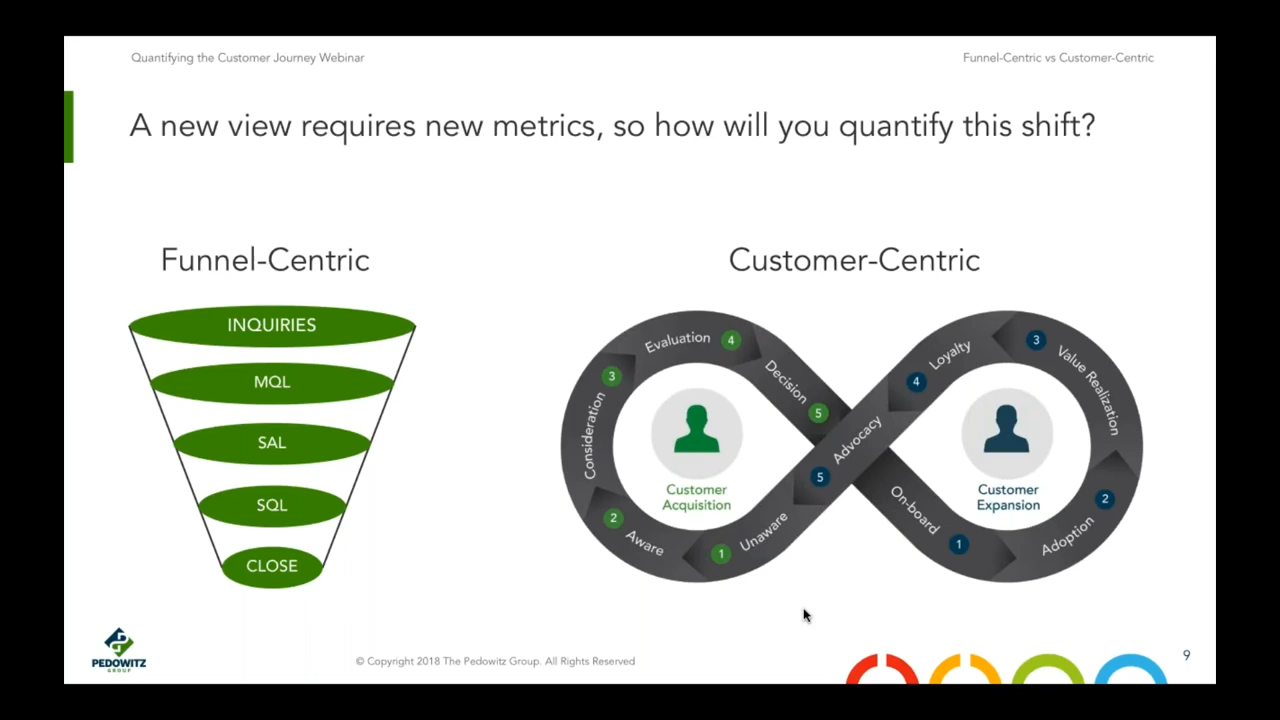 Quantifying the Customer Journey Webinar
Funnel-Centric vs Customer-Centric
A new view requires new metrics, so how will you quantify this shift?
Funnel-Centric
INQUIRIES
MQL
SAL
SQL
CLOSE
Customer-Centric
1 Unaware
2 Aware
3 Consideration
Evaluation 4
Decision 5
Customer
Acquisition
On-board 1
Adoption 2
3 Value Realization
4 Loyalty
5 Advocacy
Customer
Expansion
PEDOWITZ
GROUP
© Copyright 2018 The Pedowitz Group. All Rights Reserved
9